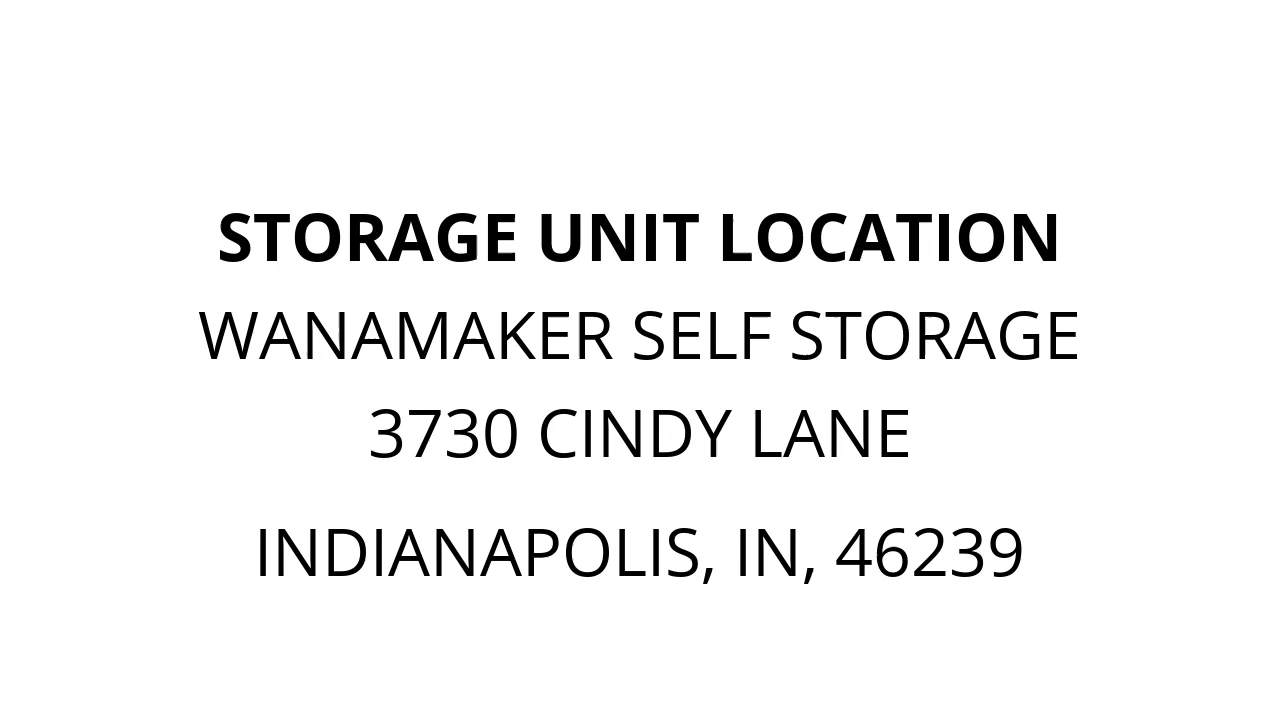 STORAGE UNIT LOCATION
WANAMAKER SELF STORAGE
3730 CINDY LANE
INDIANAPOLIS, IN, 46239